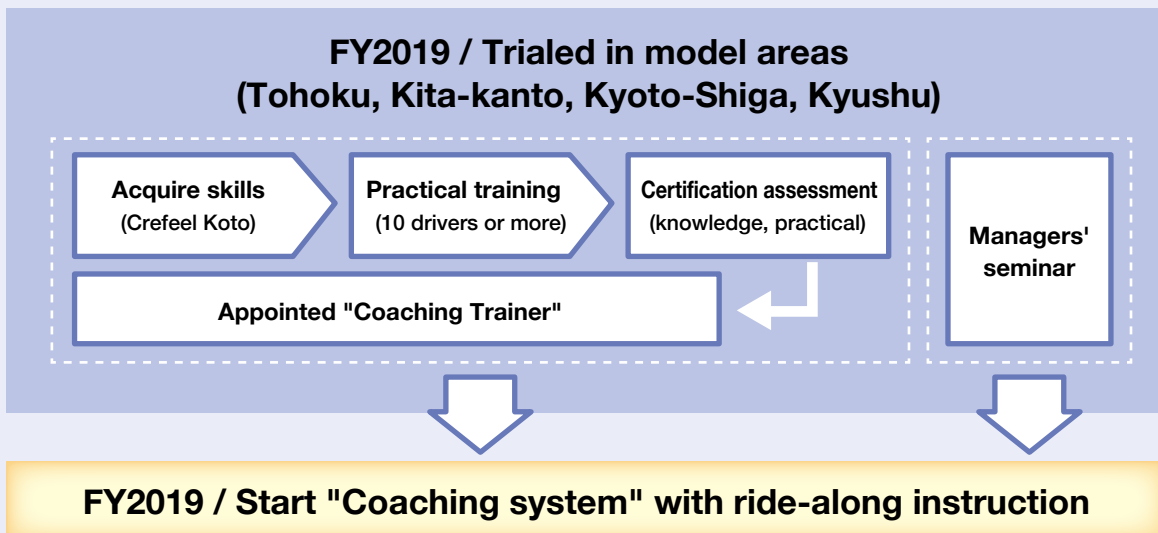 FY2019 / Trialed in model areas
(Tohoku, Kita-kanto, Kyoto-Shiga, Kyushu)
Acquire skills
(Crefeel Koto)
Practical training
(10 drivers or more)
Certification assessment
(knowledge, practical)
Appointed "Coaching Trainer"
Managers'
seminar
FY2019 / Start "Coaching system" with ride-along instruction